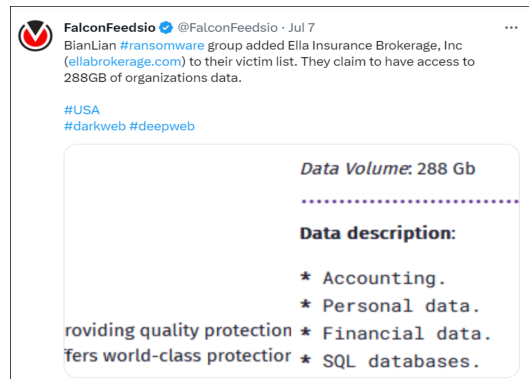 FalconFeedsio @FalconFeedsio · Jul 7
BianLian #ransomware group added Ella Insurance Brokerage, Inc
(ellabrokerage.com) to their victim list. They claim to have access to
288GB of organizations data.
#USA
#darkweb #deepweb
Data Volume: 288 Gb
Data description:
* Accounting.
* Personal data.
roviding quality protection * Financial data.
ffers world-class protection * SQL databases.